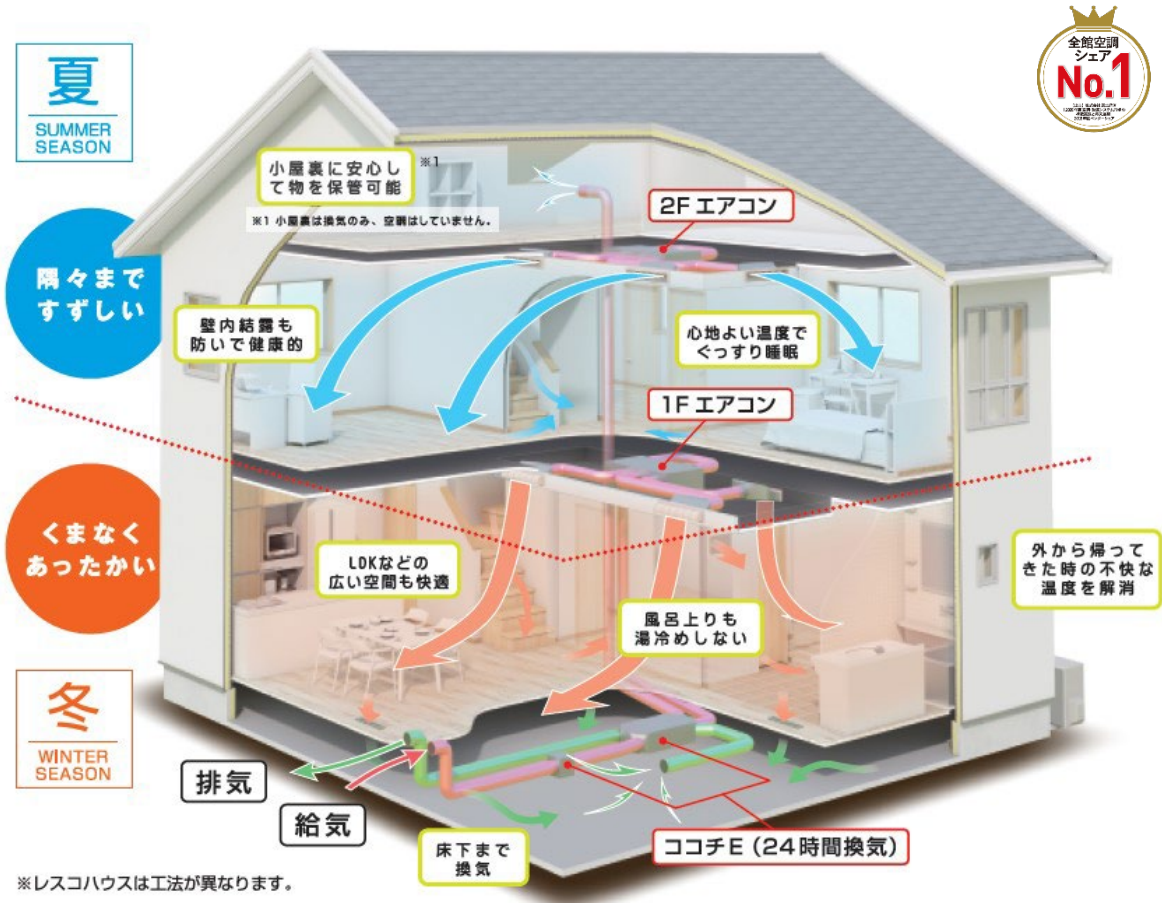 夏
SUMMER
SEASON
全館空調
シェア
No.1
小屋裏に安心し
て物を保管可能
※1
※1 小屋裏は換気のみ、空調はしていません。
2F エアコン
隅々まで
すずしい
壁内結露も
防いで健康的
心地よい温度で
ぐっすり睡眠
1F エアコン
くまなく
あったかい
LDKなどの
広い空間も快適
外から帰って
きた時の不快な
温度を解消
風呂上りも
湯冷めしない
冬
WINTER
SEASON
排気
給気
床下まで
換気
ココチE(24時間換気)
※レスコハウスは工法が異なります。